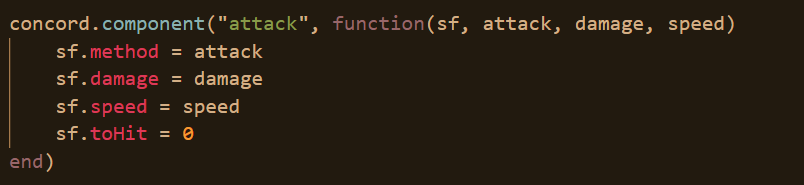 concord.component("attack", function(sf, attack, damage, speed)
    sf.method = attack
    sf.damage = damage
    sf.speed = speed
    sf.toHit = 0
end)